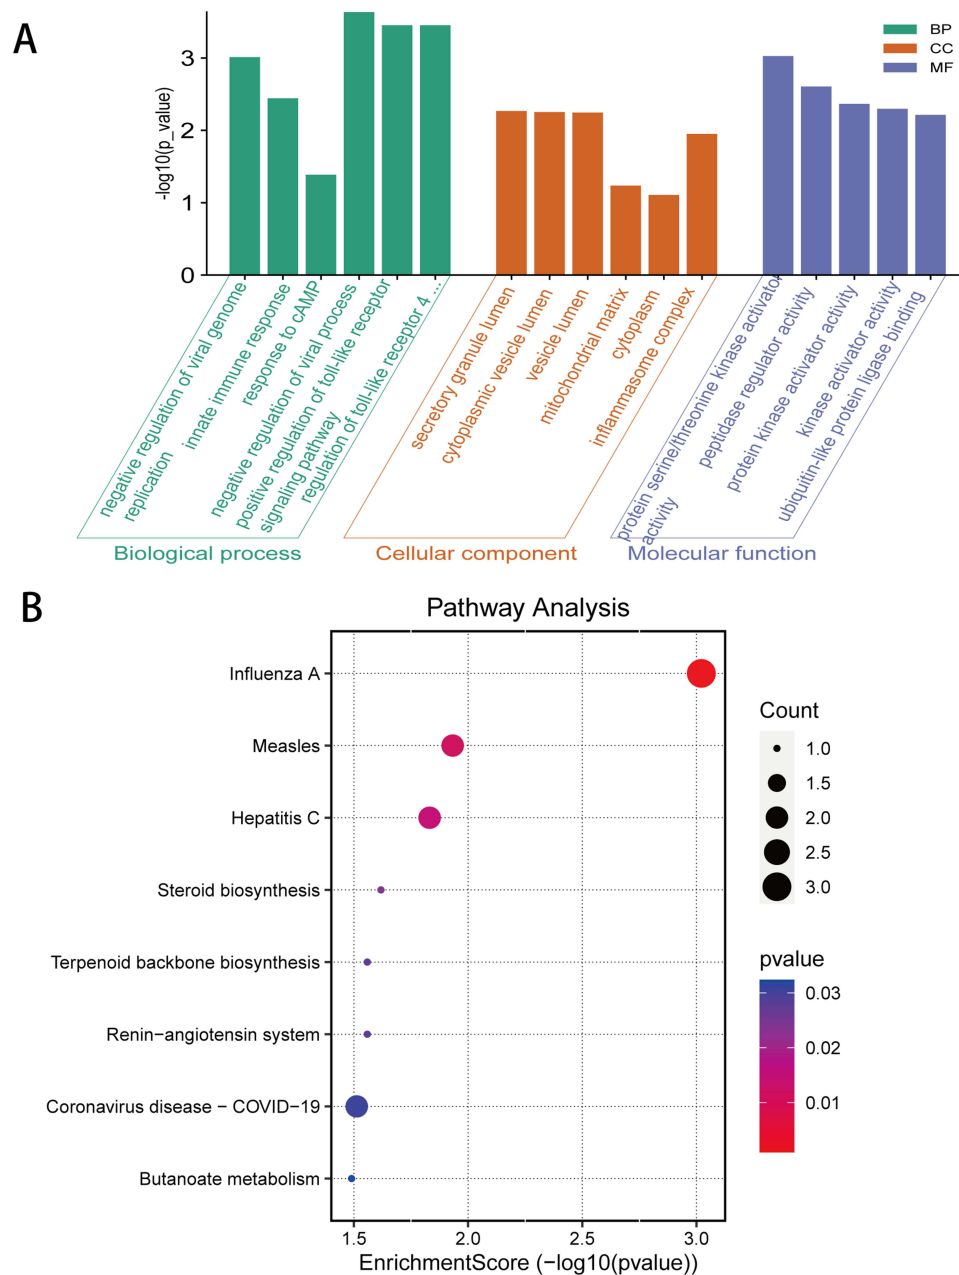 A
BP
CC
MF
-log10(p_value)
3
2
1
0
negative regulation of viral genome
replication
innate immune response
response to cAMP
negative regulation of viral process
positive regulation of toll-like receptor
signaling pathway
regulation of toll-like receptor 4 ...
secretory granule lumen
cytoplasmic vesicle lumen
vesicle lumen
mitochondrial matrix
cytoplasm
inflammasome complex
protein serine/threonine kinase activator
activity
peptidase regulator activity
protein kinase activator activity
kinase activator activity
ubiquitin-like protein ligase binding
Biological process
Cellular component
Molecular function
B
Pathway Analysis
Influenza A
Measles
Hepatitis C
Steroid biosynthesis
Terpenoid backbone biosynthesis
Renin−angiotensin system
Coronavirus disease − COVID−19
Butanoate metabolism
1.5 2.0 2.5 3.0
EnrichmentScore (−log10(pvalue))
Count
1.0
1.5
2.0
2.5
3.0
pvalue
0.03
0.02
0.01